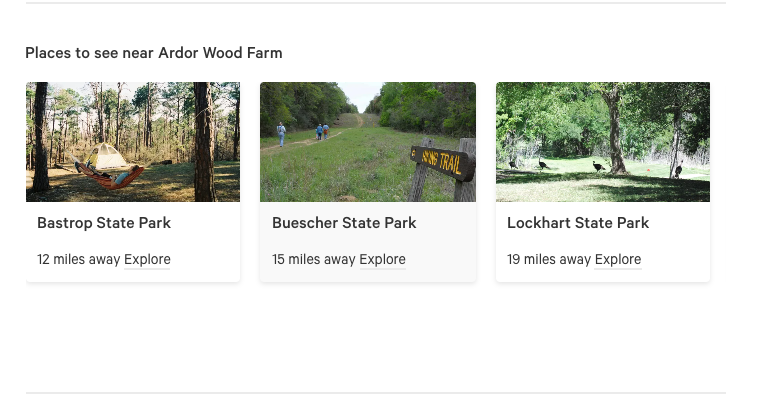 Places to see near Ardor Wood Farm
HIKING TRAIL
Bastrop State Park
Buescher State Park
Lockhart State Park
12 miles away Explore
15 miles away Explore
19 miles away Explore